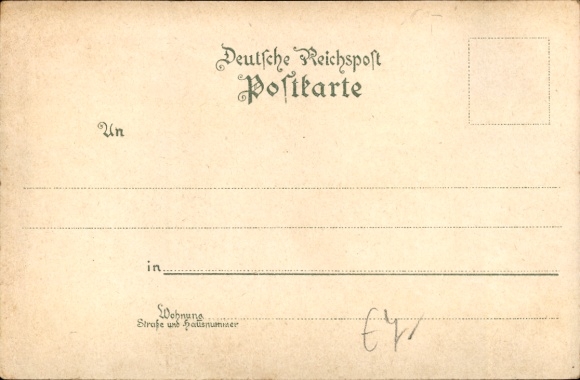 Deutsche Reichspost
Postkarte
An
in
Wohnung
Straße und Hausnummer